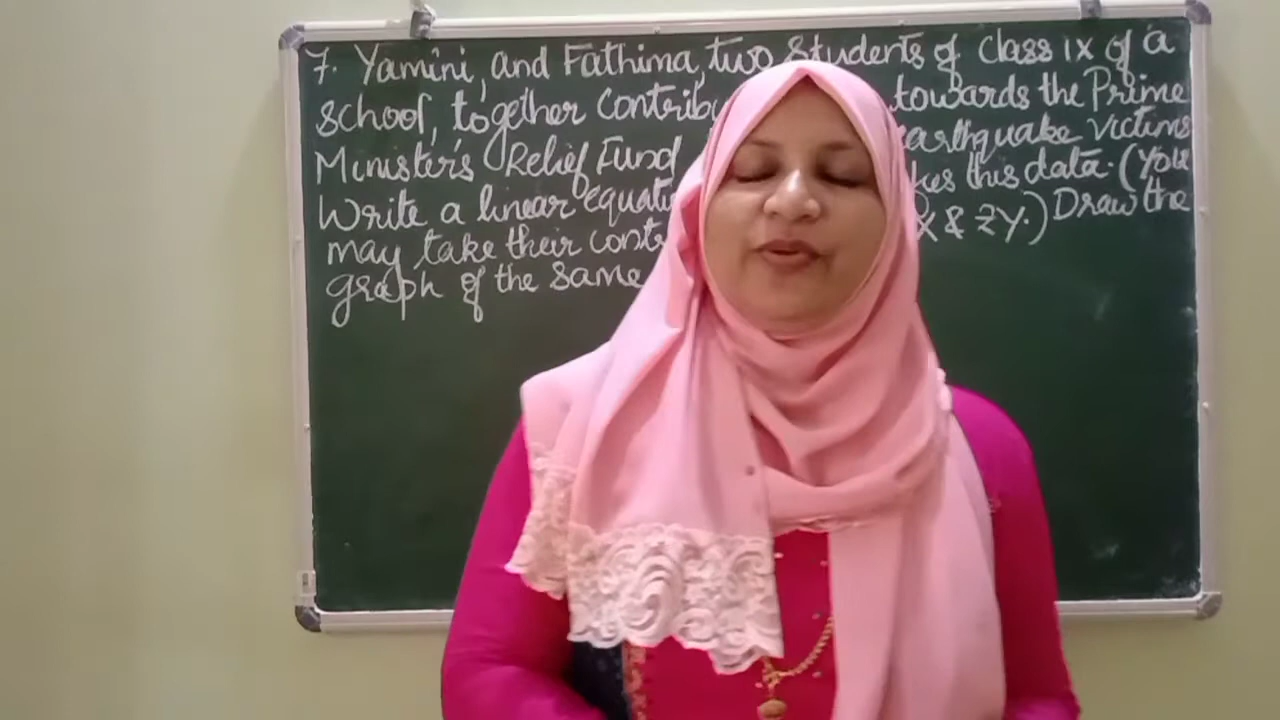 7. Yamini, and Fathima, two Students of Class IX of a
School, together Contrib towards the Prime
Minister's Relief Fund earthquake victims
Write a linear equati this data. (You
may take their cont x & ₹y.) Draw the
graph of the Same